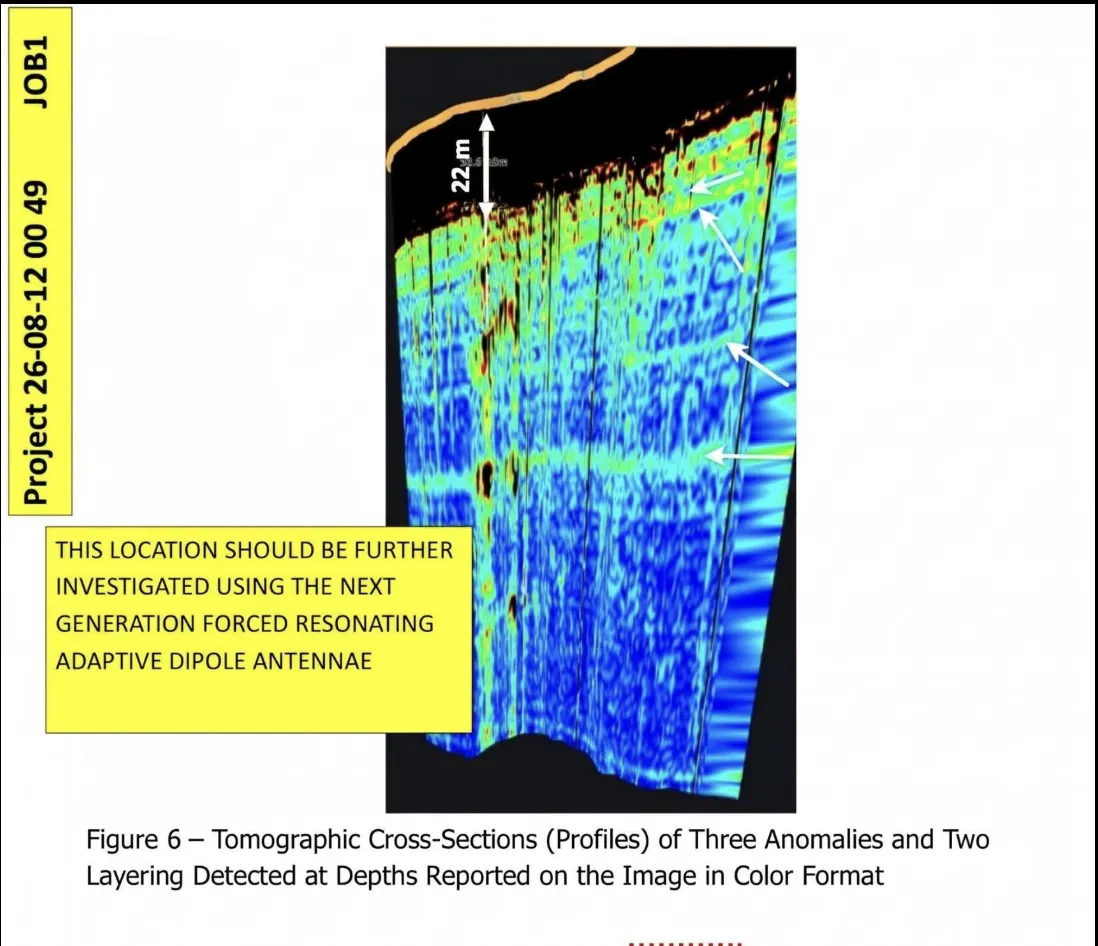 Project 26-08-12 00 49 JOB1
22 m
THIS LOCATION SHOULD BE FURTHER
INVESTIGATED USING THE NEXT
GENERATION FORCED RESONATING
ADAPTIVE DIPOLE ANTENNAE
Figure 6 – Tomographic Cross-Sections (Profiles) of Three Anomalies and Two
Layering Detected at Depths Reported on the Image in Color Format